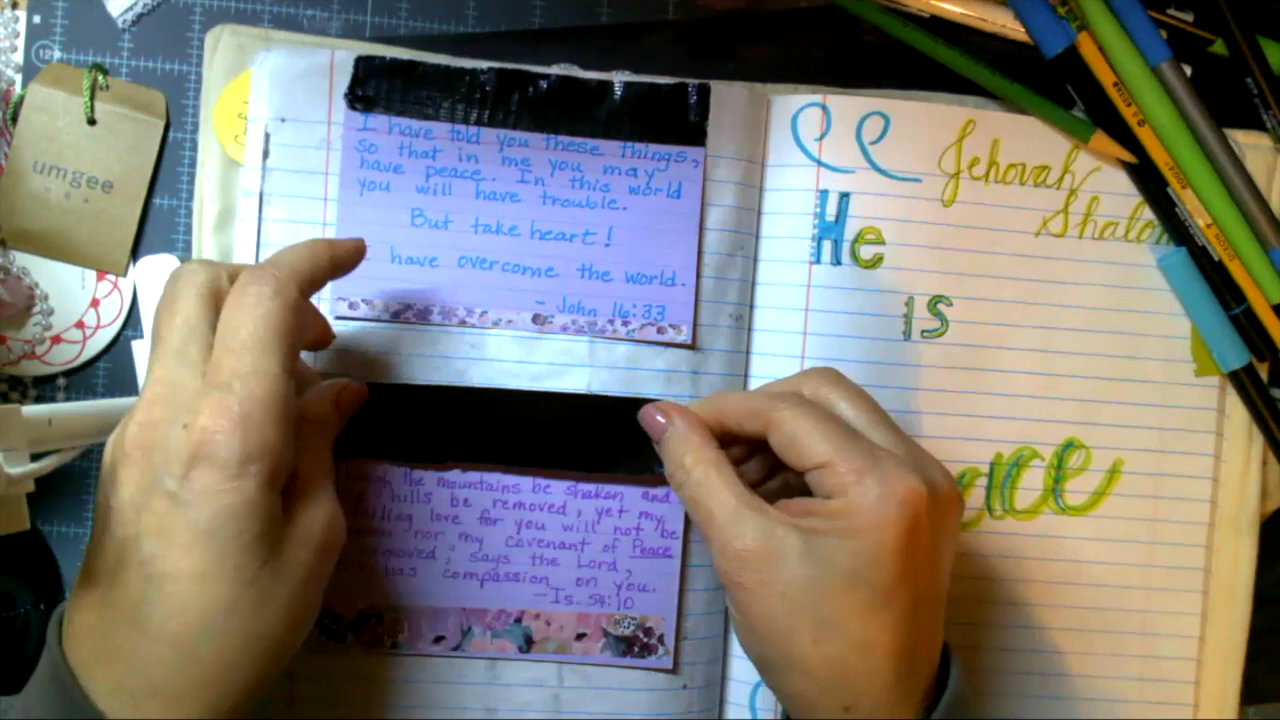 umgee
I have told you these things,
so that in me you may
have peace. In this world
you will have trouble.
But take heart!
have overcome the world.
- John 16:33
the mountains be shaken and
hills be removed, yet my
love for you will not be
nor my covenant of Peace
says the Lord,
has compassion on you.
- Is. 54:10
Jehovah
Shalom
He
is